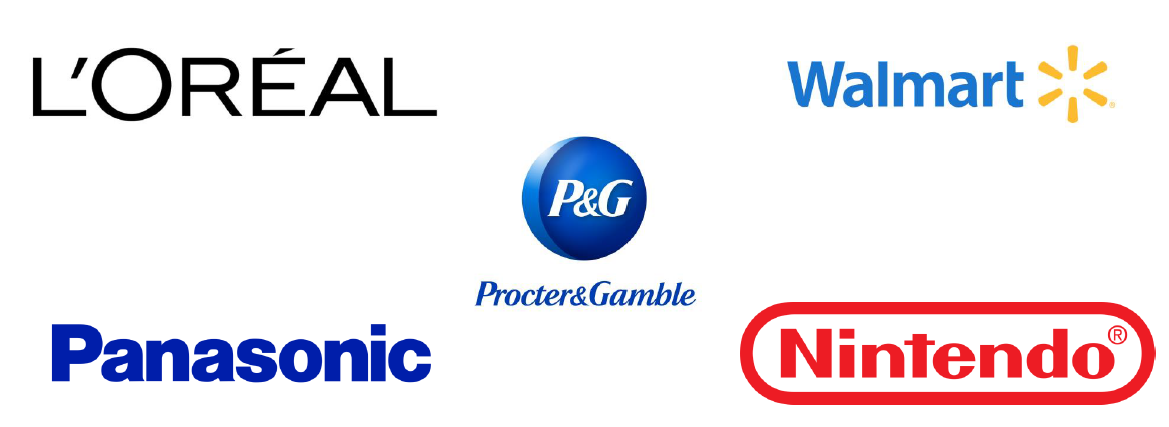 L'ORÉAL
Walmart
P&G
Procter&Gamble
Panasonic
Nintendo®